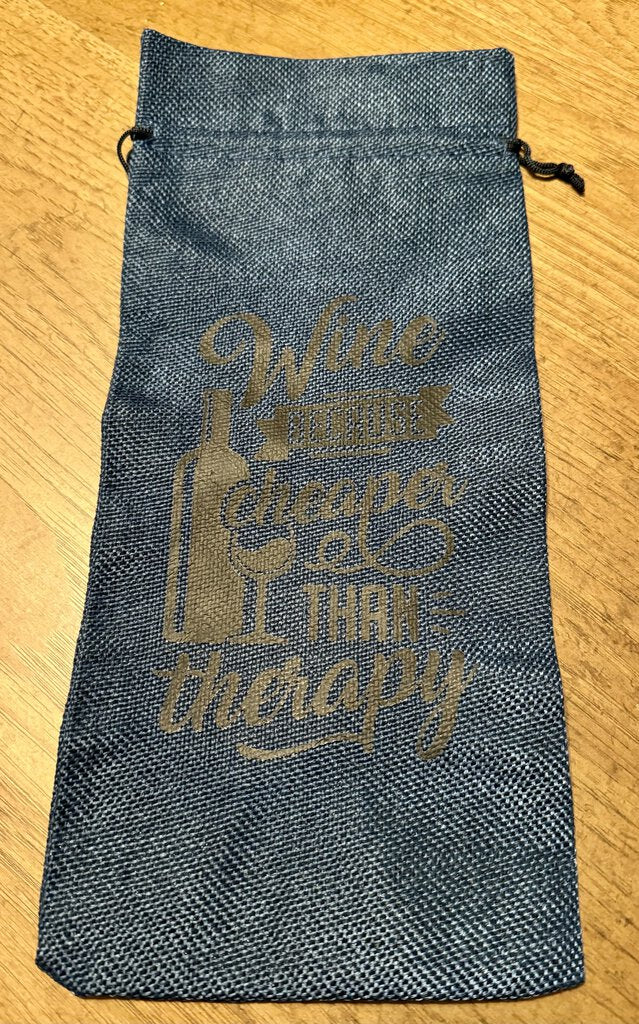 Wine
BECAUSE
cheaper
THAN
therapy